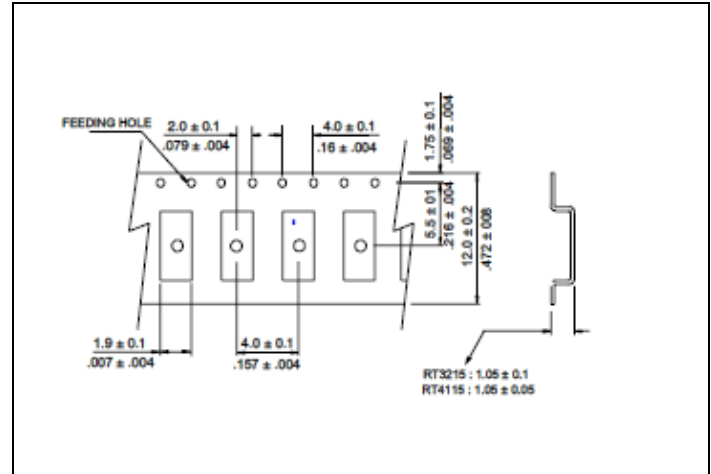 FEEDING HOLE
2.0 ± 0.1
.079 ± .004
4.0 ± 0.1
.16 ± .004
1.75 ± 0.1
.069 ± .004
5.5 ± 01
.216 ± .004
12.0 ± 0.2
.472 ± 008
1.9 ± 0.1
.007 ± .004
4.0 ± 0.1
.157 ± .004
RT3215 : 1.05 ± 0.1
RT4115 : 1.05 ± 0.05